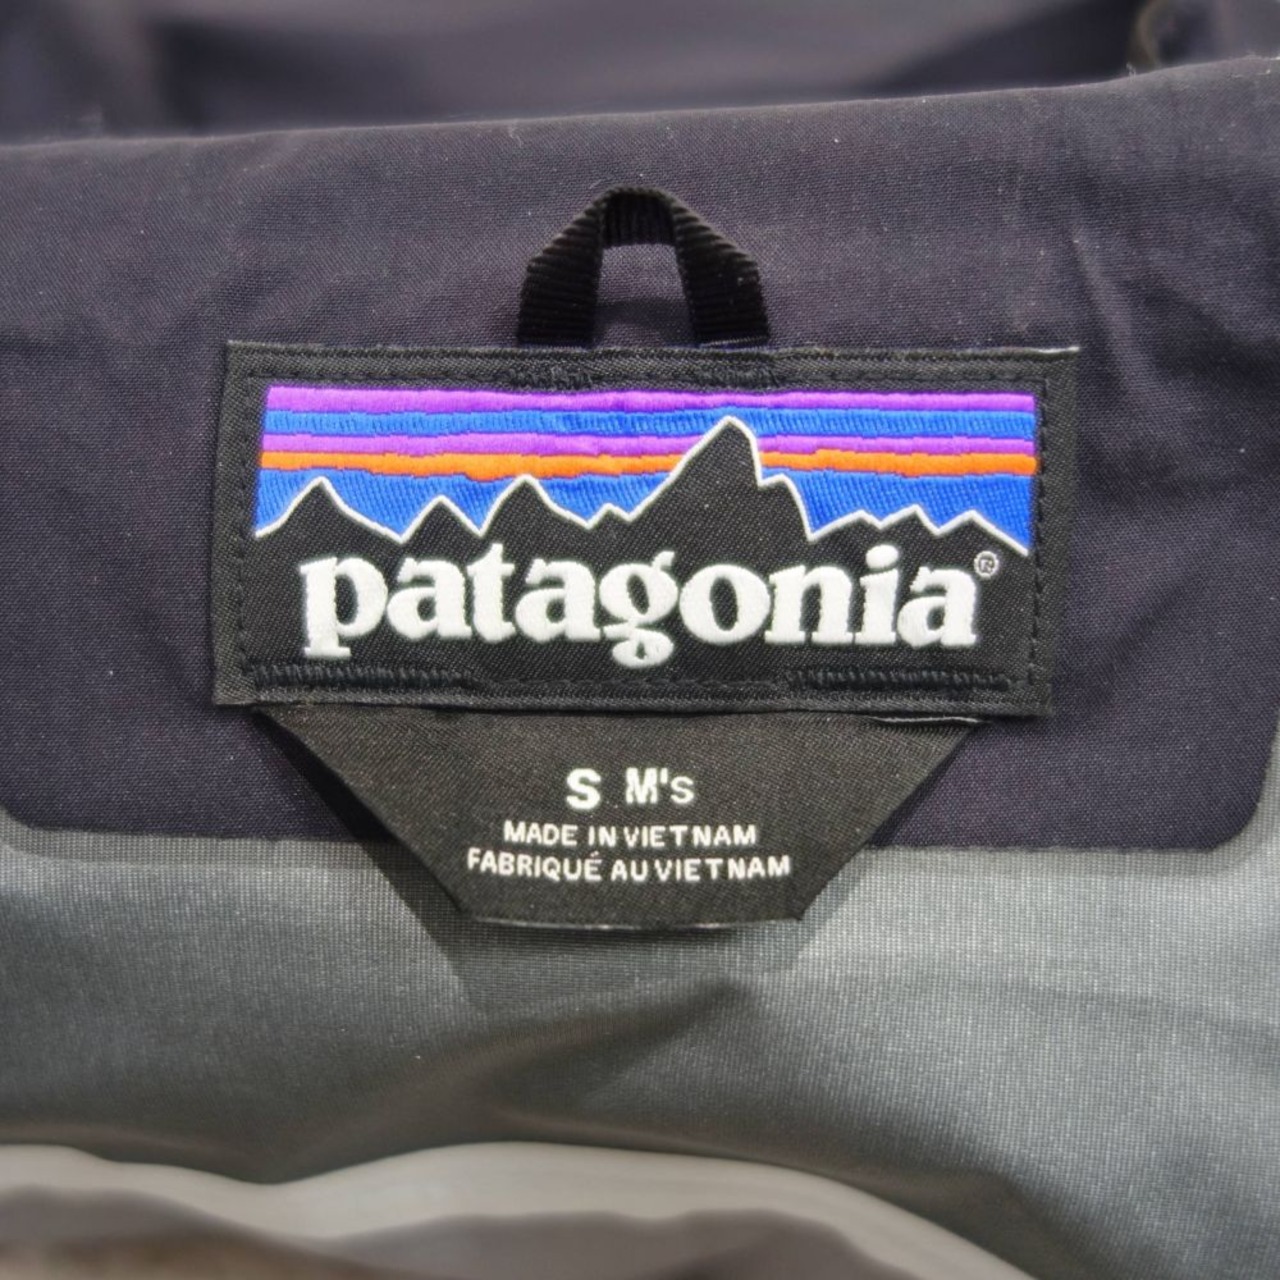 patagonia®
S M's
MADE IN VIETNAM
FABRIQUÉ AU VIETNAM